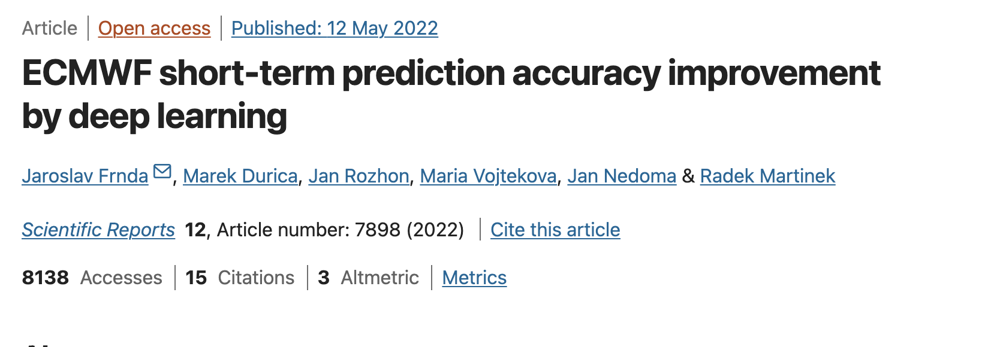 Article | Open access | Published: 12 May 2022
ECMWF short-term prediction accuracy improvement
by deep learning
Jaroslav Frnda, Marek Durica, Jan Rozhon, Maria Vojtekova, Jan Nedoma & Radek Martinek
Scientific Reports 12, Article number: 7898 (2022) | Cite this article
8138 Accesses | 15 Citations | 3 Altmetric | Metrics